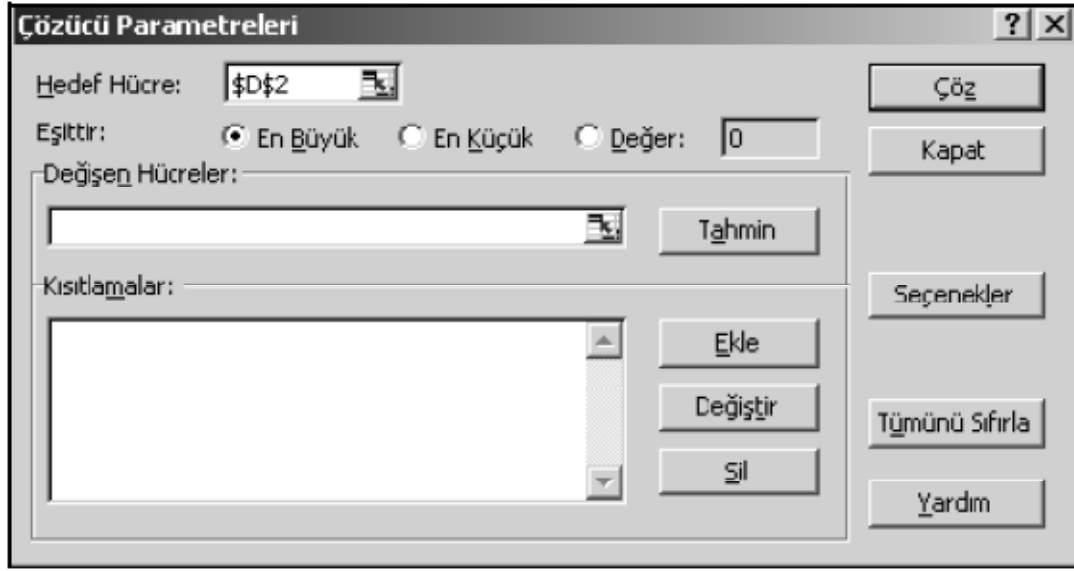 Çözücü Parametreleri
Hedef Hücre: $D$2 Çöz
Eşittir: En Büyük En Küçük Değer: 0 Kapat
Değişen Hücreler:
Tahmin
Kısıtlamalar: Seçenekler
Ekle
Değiştir Tümünü Sıfırla
Sil
Yardım